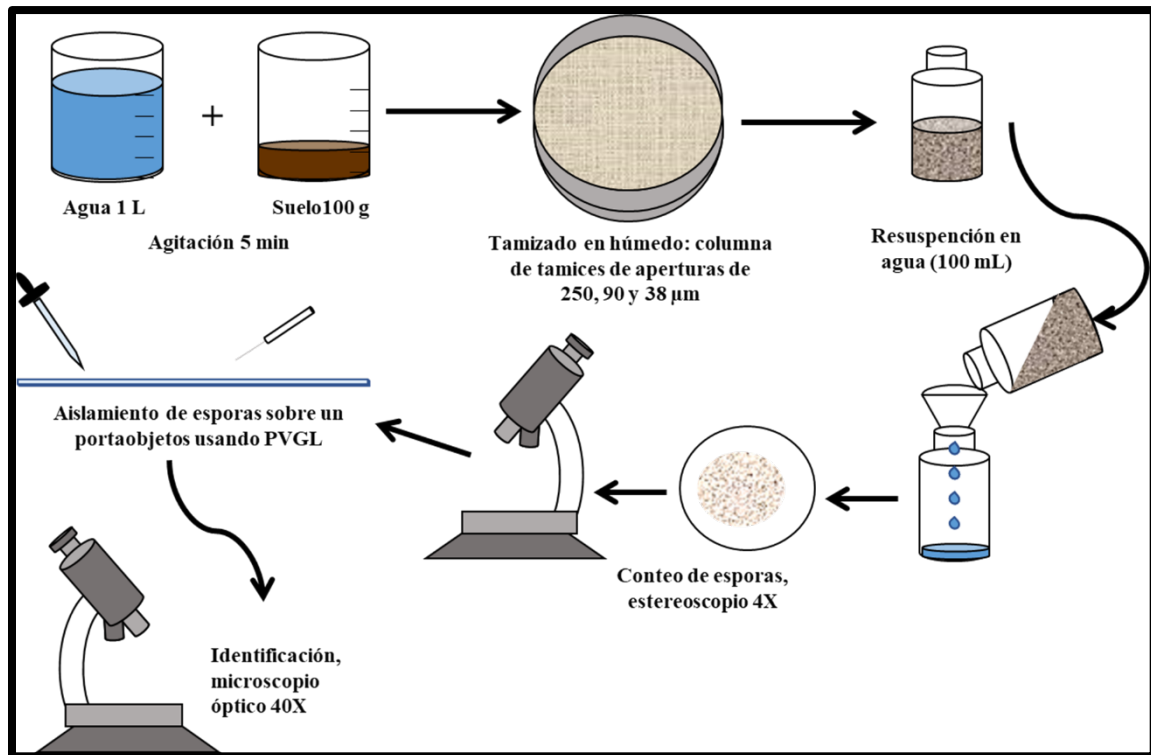 +
Agua 1 L
Suelo100 g
Agitación 5 min
Tamizado en húmedo: columna
de tamices de aperturas de
250, 90 y 38 µm
Resuspención en
agua (100 mL)
Conteo de esporas,
estereoscopio 4X
Aislamiento de esporas sobre un
portaobjetos usando PVGL
Identificación,
microscopio
óptico 40X